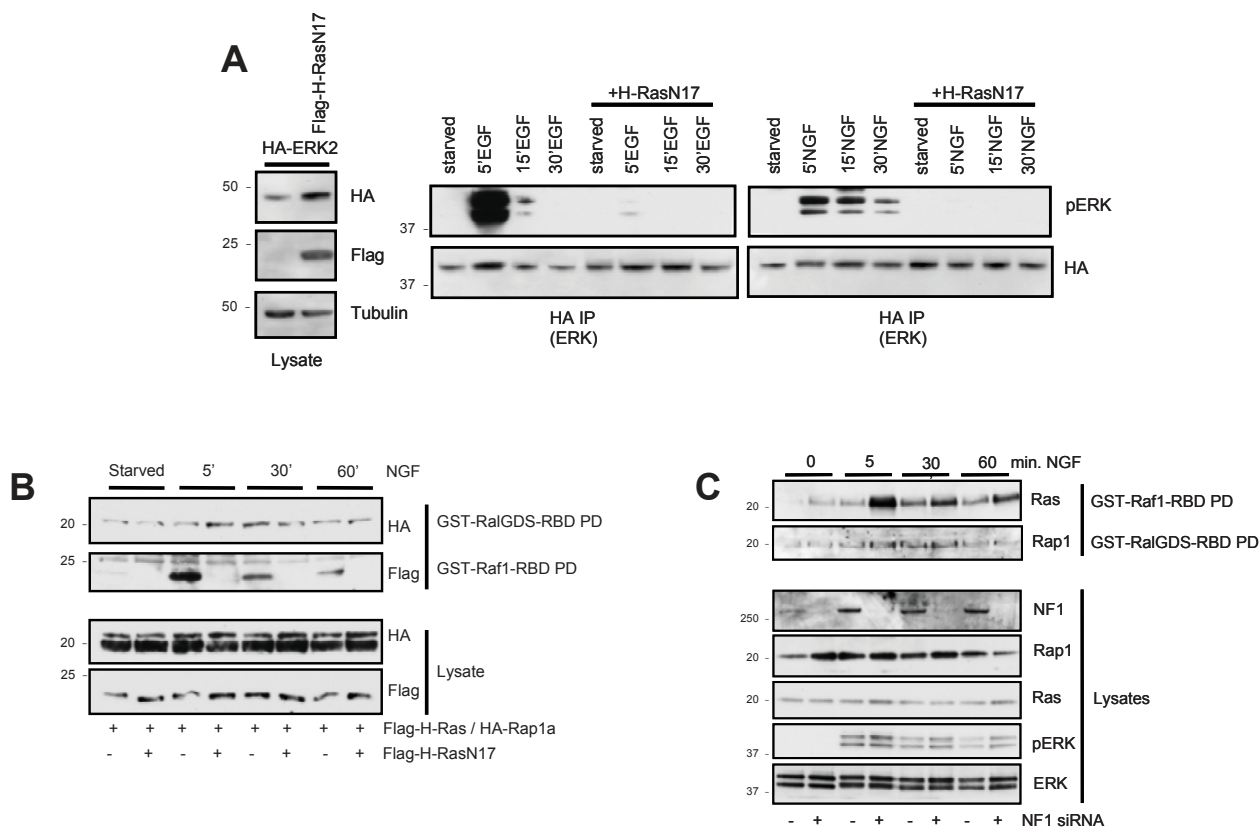 A
Flag-H-RasN17
HA-ERK2
50 - HA
25 - Flag
50 - Tubulin
Lysate
+H-RasN17
starved 5'EGF 15'EGF 30'EGF starved 5'EGF 15'EGF 30'EGF
37 -
37 -
HA IP
(ERK)
+H-RasN17
starved 5'NGF 15'NGF 30'NGF starved 5'NGF 15'NGF 30'NGF
pERK
HA
HA IP
(ERK)
B
Starved 5' 30' 60' NGF
20 - HA GST-RalGDS-RBD PD
25 - Flag GST-Raf1-RBD PD
20 - HA
Lysate
25 - Flag
+ + + + + + + + Flag-H-Ras / HA-Rap1a
- + - + - + - + Flag-H-RasN17
C
0 5 30 60 min. NGF
20 - Ras GST-Raf1-RBD PD
20 - Rap1 GST-RalGDS-RBD PD
250 - NF1
20 - Rap1
20 - Ras Lysates
37 - pERK
37 - ERK
- + - + - + - + NF1 siRNA